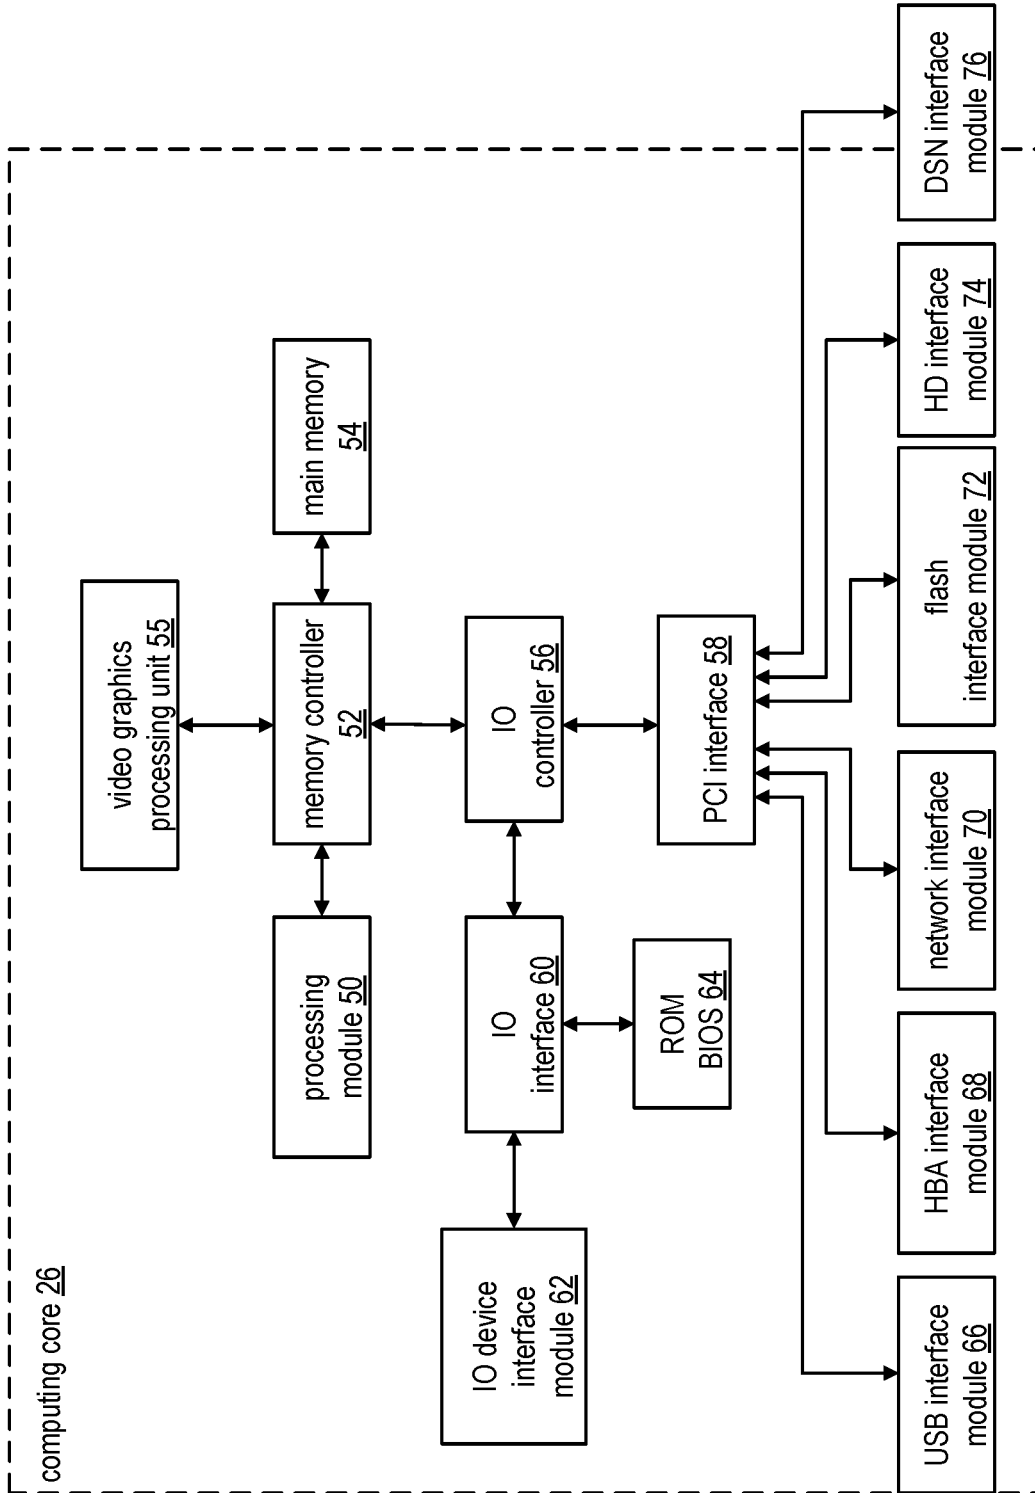 computing core 26
video graphics
processing unit 55
processing
module 50
memory controller
52
main memory
54
IO device
interface
module 62
IO
interface 60
IO
controller 56
ROM
BIOS 64
PCI interface 58
USB interface
module 66
HBA interface
module 68
network interface
module 70
flash
interface module 72
HD interface
module 74
DSN interface
module 76